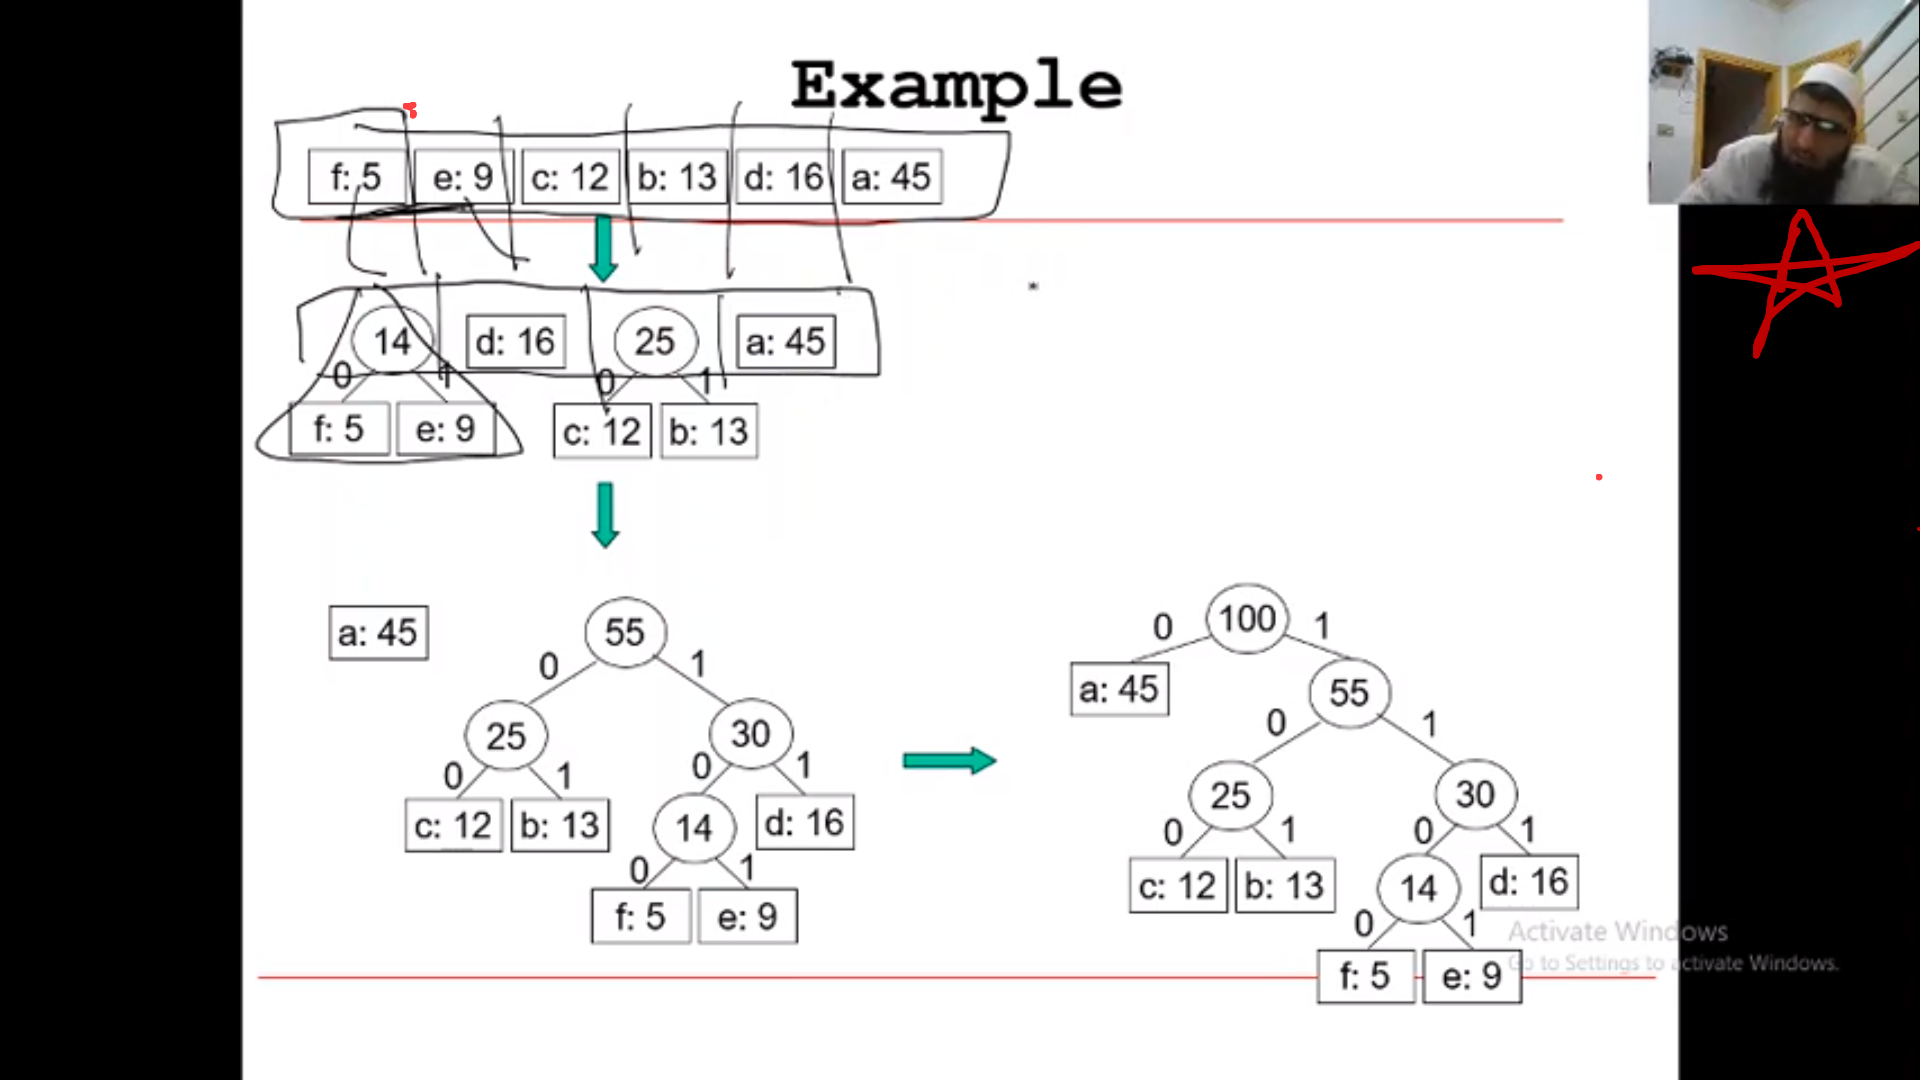 Example
f: 5 e: 9 c: 12 b: 13 d: 16 a: 45
14 d: 16 25 a: 45
0 1 0 1
f: 5 e: 9 c: 12 b: 13
a: 45 55
0 1
25 30
0 1 0 1
c: 12 b: 13 14 d: 16
0 1
f: 5 e: 9
100
0 1
a: 45 55
0 1
25 30
0 1 0 1
c: 12 b: 13 14 d: 16
0 1
f: 5 e: 9
Activate Windows
Go to Settings to activate Windows.